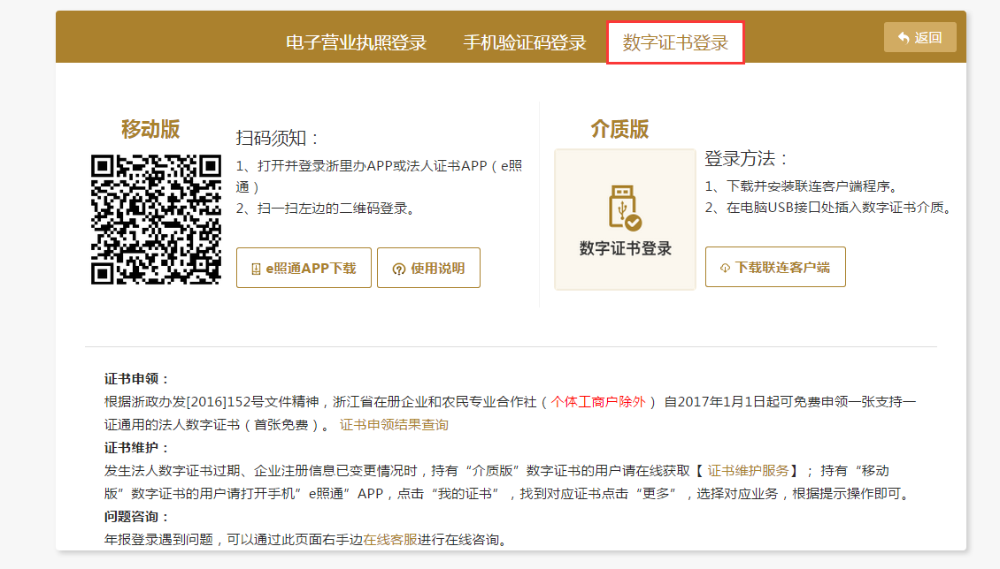 电子营业执照登录
手机验证码登录
数字证书登录
返回
移动版
扫码须知：
1、打开并登录浙里办APP或法人证书APP（e照
通）
2、扫一扫左边的二维码登录。
e照通APP下载
使用说明
介质版
数字证书登录
登录方法：
1、下载并安装联连客户端程序。
2、在电脑USB接口处插入数字证书介质。
下载联连客户端
证书申领：
根据浙政办发[2016]152号文件精神，浙江省在册企业和农民专业合作社（个体工商户除外） 自2017年1月1日起可免费申领一张支持一
证通用的法人数字证书（首张免费）。 证书申领结果查询
证书维护：
发生法人数字证书过期、企业注册信息已变更情况时，持有“介质版”数字证书的用户请在线获取【 证书维护服务】； 持有“移动
版”数字证书的用户请打开手机”e照通”APP，点击“我的证书”，找到对应证书点击“更多”，选择对应业务，根据提示操作即可。
问题咨询：
年报登录遇到问题，可以通过此页面右手边在线客服进行在线咨询。